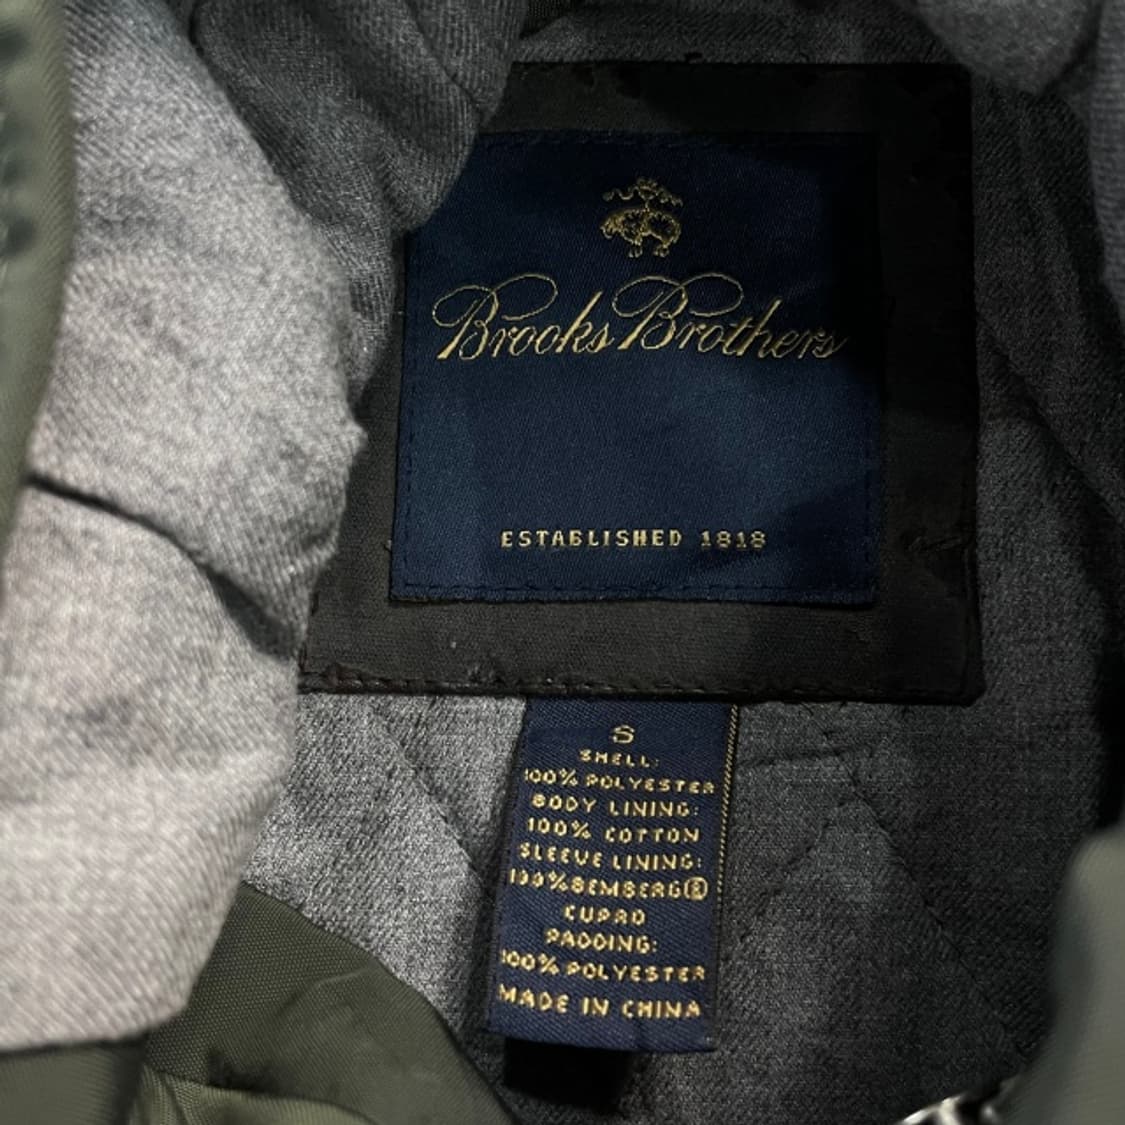 Brooks Brothers
ESTABLISHED 1818
S
SHELL:
100% POLYESTER
BODY LINING:
100% COTTON
SLEEVE LINING:
100%BEMBERG®
CUPRO
PADDING:
100% POLYESTER
MADE IN CHINA